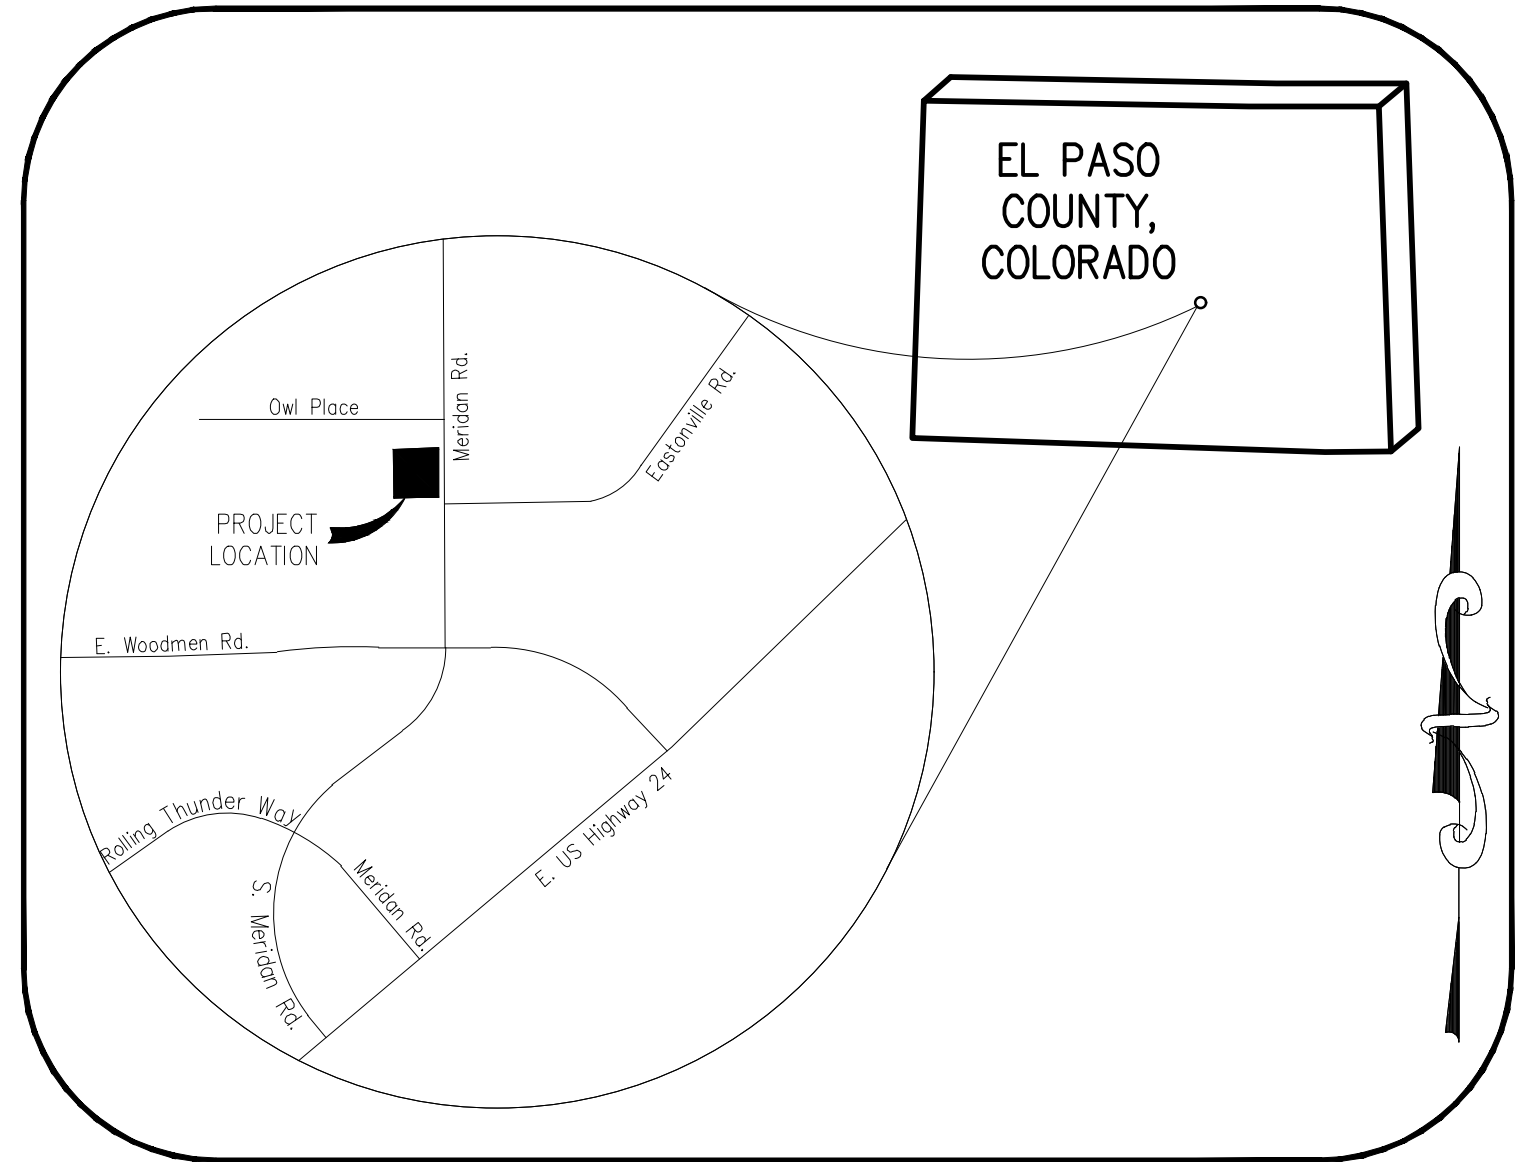 EL PASO
COUNTY,
COLORADO
Meridan Rd.
Eastonville Rd.
Owl Place
PROJECT
LOCATION
E. Woodmen Rd.
Rolling Thunder Way
E. US Highway 24
Meridan Rd.
S. Meridan Rd.